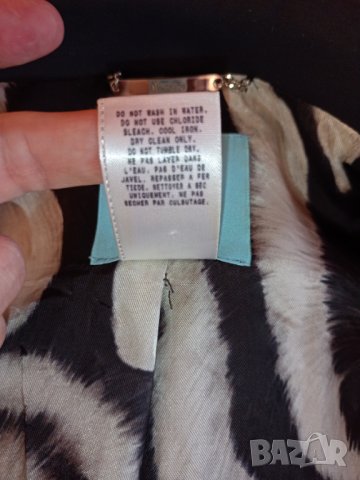 DO NOT WASH IN WATER.
DO NOT USE CHLORIDE
BLEACH. COOL IRON.
DRY CLEAN ONLY.
DO NOT TUMBLE DRY.
NE PAS LAVER DANS
L'EAU. PAS D'EAU DE
JAVEL. REPASSER A FER
TIEDE. NETTOYER A SEC
UNIQUEMENT. NE PAS
SECHER PAR CULBUTAGE.
BAZAR